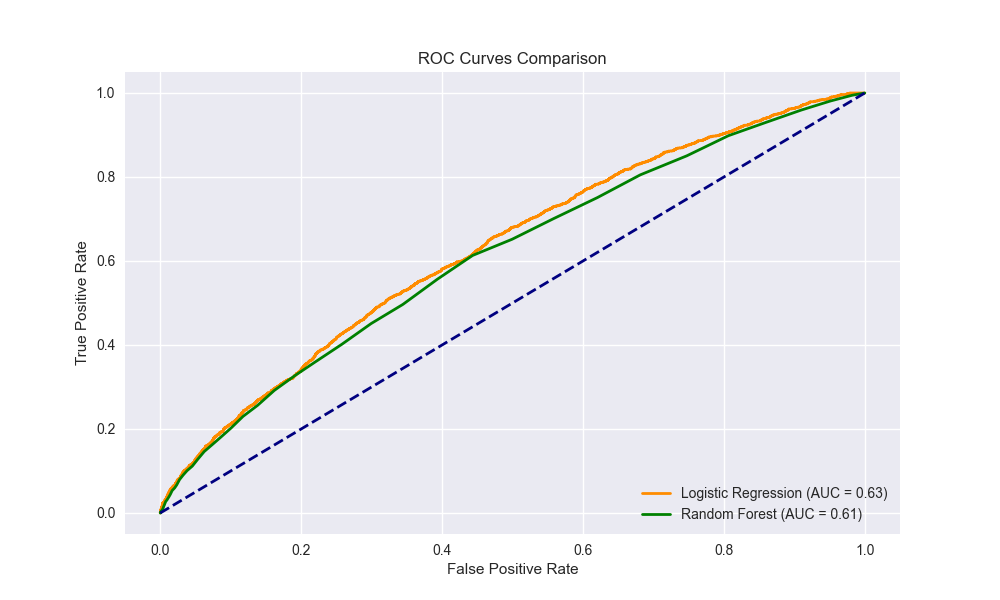 ROC Curves Comparison
True Positive Rate
1.0
0.8
0.6
0.4
0.2
0.0
Logistic Regression (AUC = 0.63)
Random Forest (AUC = 0.61)
0.0 0.2 0.4 0.6 0.8 1.0
False Positive Rate